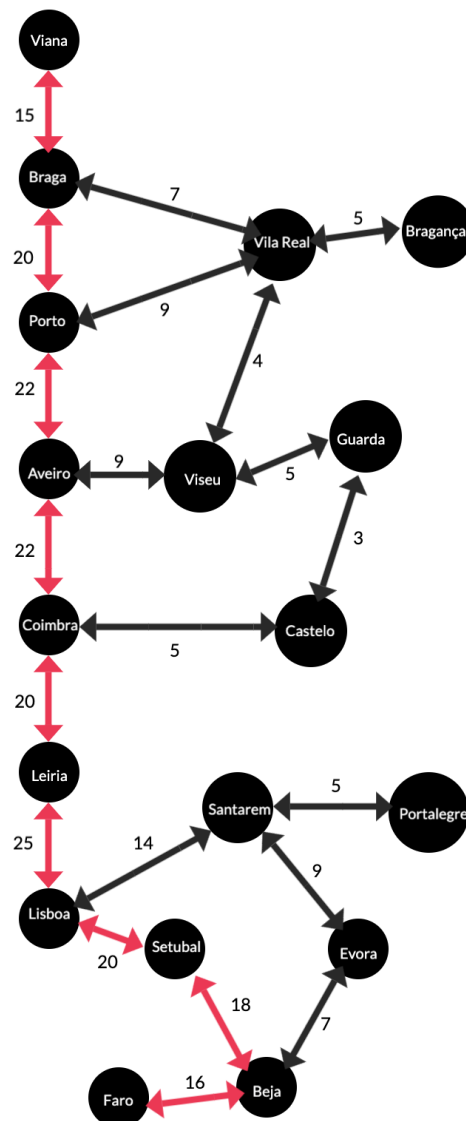 Viana
15
Braga
7
5
Bragança
Vila Real
20
9
Porto
4
22
Guarda
Aveiro
9
Viseu
5
22
3
Coimbra
Castelo
5
20
Leiria
5
Santarem
Portalegre
25
14
9
Lisboa
Setubal
Evora
20
18
7
16
Beja
Faro